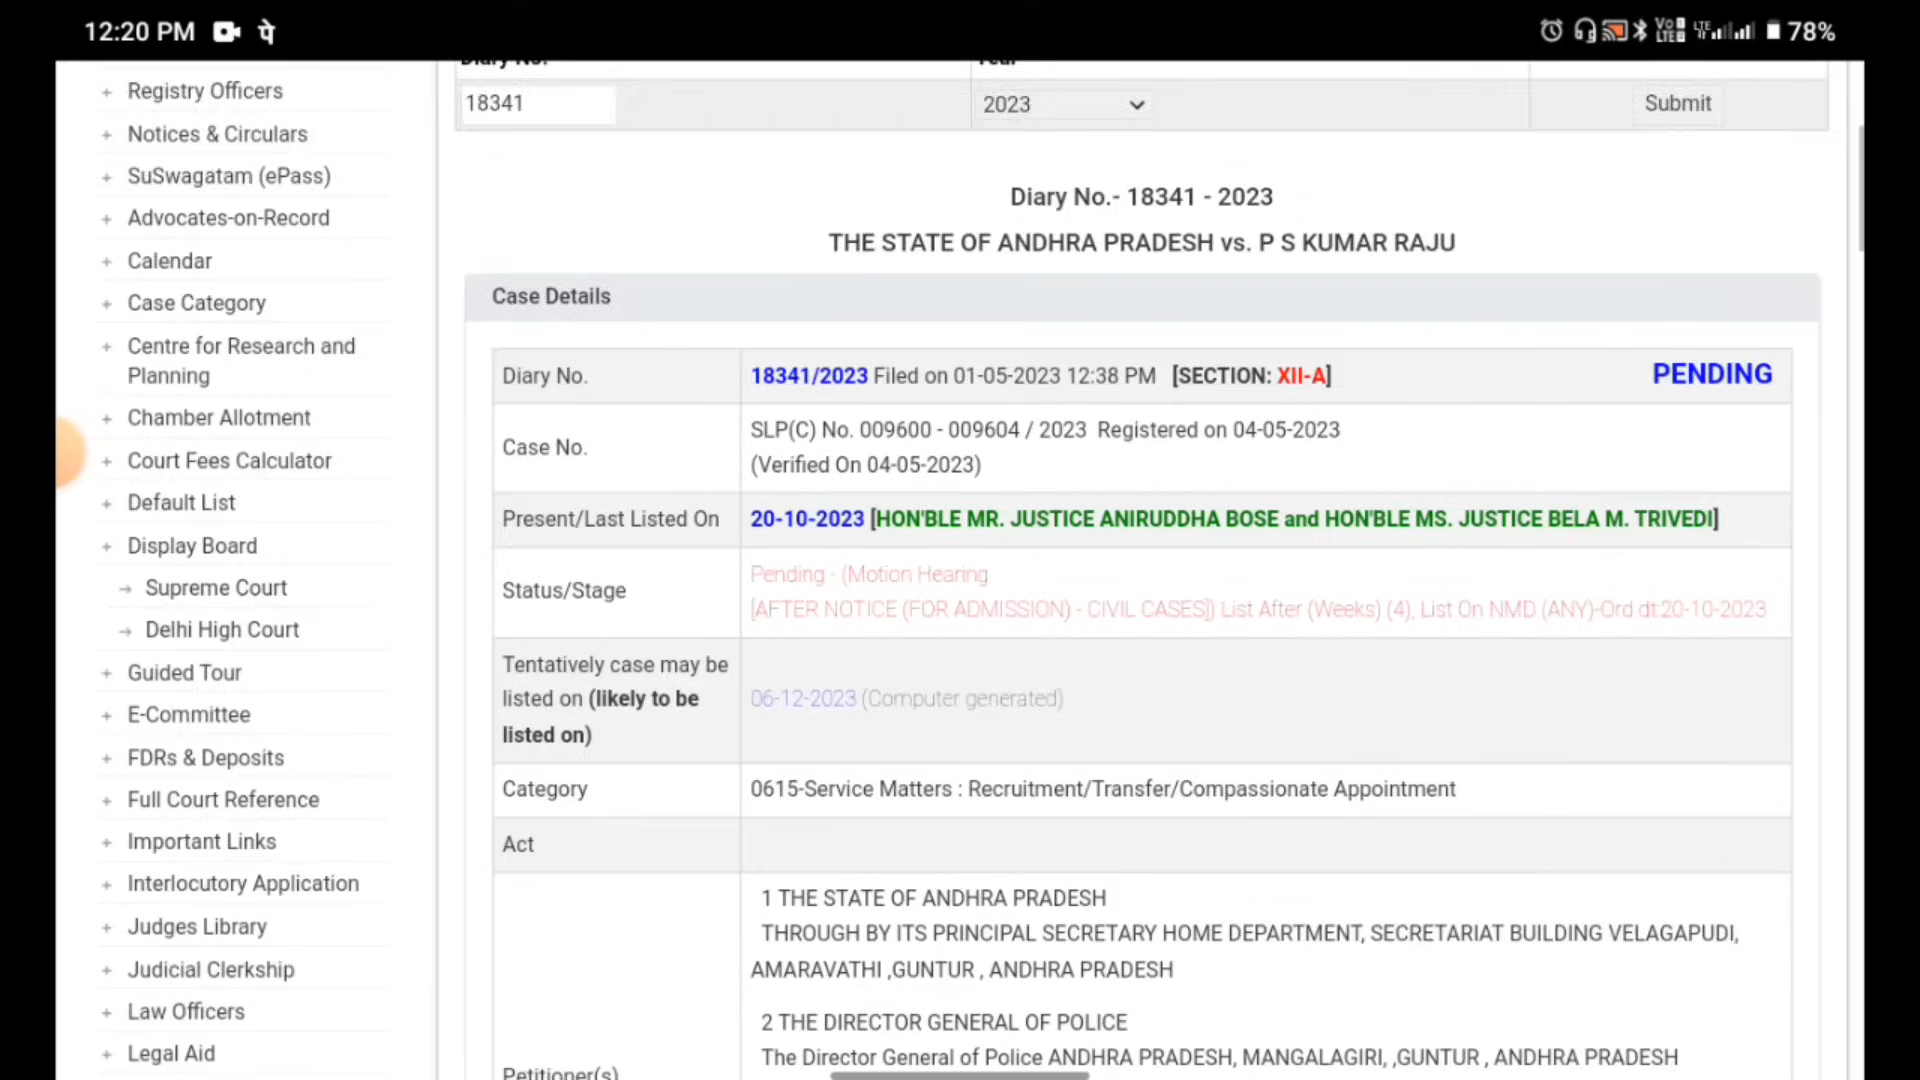 12:20 PM पे
LTE 78%
Diary No. Year
18341 2023 Submit
Registry Officers
Notices & Circulars
SuSwagatam (ePass)
Advocates-on-Record
Calendar
Case Category
Centre for Research and
Planning
Chamber Allotment
Court Fees Calculator
Default List
Display Board
Supreme Court
Delhi High Court
Guided Tour
E-Committee
FDRs & Deposits
Full Court Reference
Important Links
Interlocutory Application
Judges Library
Judicial Clerkship
Law Officers
Legal Aid
Diary No.- 18341 - 2023
THE STATE OF ANDHRA PRADESH vs. P S KUMAR RAJU
Case Details
Diary No. 18341/2023 Filed on 01-05-2023 12:38 PM [SECTION: XII-A] PENDING
Case No. SLP(C) No. 009600 - 009604 / 2023 Registered on 04-05-2023
(Verified On 04-05-2023)
Present/Last Listed On 20-10-2023 [HON'BLE MR. JUSTICE ANIRUDDHA BOSE and HON'BLE MS. JUSTICE BELA M. TRIVEDI]
Status/Stage Pending - (Motion Hearing
[AFTER NOTICE (FOR ADMISSION) - CIVIL CASES]) List After (Weeks) (4), List On NMD (ANY)-Ord dt:20-10-2023
Tentatively case may be
listed on (likely to be 06-12-2023 (Computer generated)
listed on)
Category 0615-Service Matters : Recruitment/Transfer/Compassionate Appointment
Act
1 THE STATE OF ANDHRA PRADESH
THROUGH BY ITS PRINCIPAL SECRETARY HOME DEPARTMENT, SECRETARIAT BUILDING VELAGAPUDI,
AMARAVATHI ,GUNTUR , ANDHRA PRADESH
2 THE DIRECTOR GENERAL OF POLICE
The Director General of Police ANDHRA PRADESH, MANGALAGIRI, ,GUNTUR , ANDHRA PRADESH
Petitioner(s)